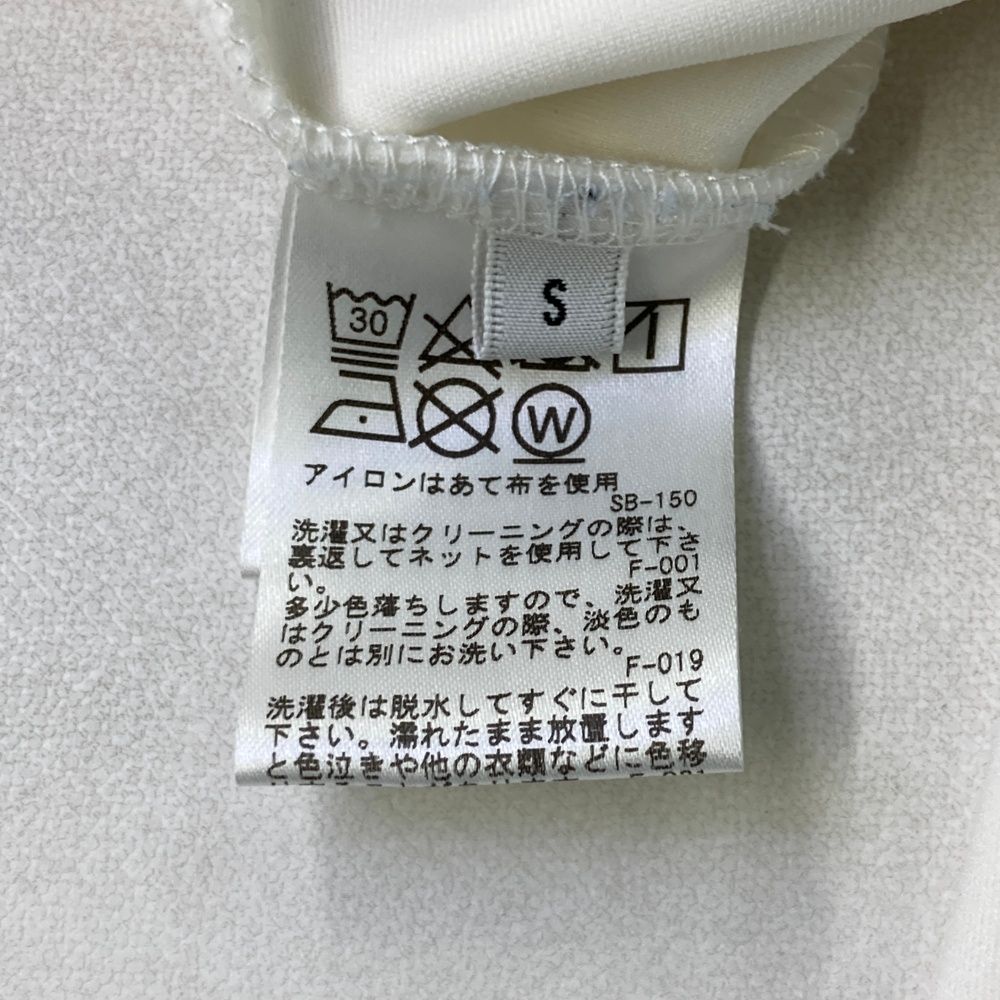 S
30
W
アイロンはあて布を使用
SB-150
洗濯又はクリーニングの際は、
裏返してネットを使用して下さ
い。
F-001
多少色落ちしますので、洗濯又
はクリーニングの際、淡色のも
のとは別にお洗い下さい。
F-019
洗濯後は脱水してすぐに干して
下さい。濡れたまま放置します
と色泣きや他の衣類などに色移